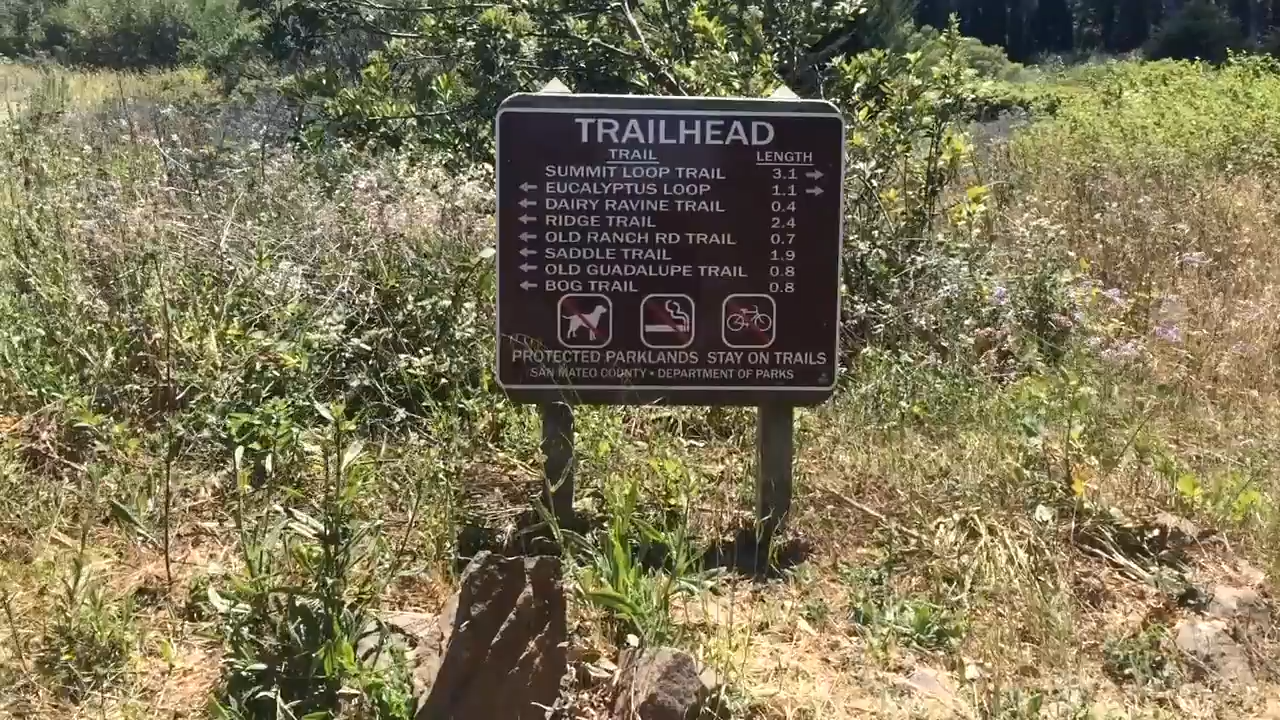 TRAILHEAD
TRAIL LENGTH
SUMMIT LOOP TRAIL 3.1 →
← EUCALYPTUS LOOP 1.1 →
← DAIRY RAVINE TRAIL 0.4
← RIDGE TRAIL 2.4
← OLD RANCH RD TRAIL 0.7
← SADDLE TRAIL 1.9
← OLD GUADALUPE TRAIL 0.8
← BOG TRAIL 0.8
PROTECTED PARKLANDS STAY ON TRAILS
SAN MATEO COUNTY • DEPARTMENT OF PARKS